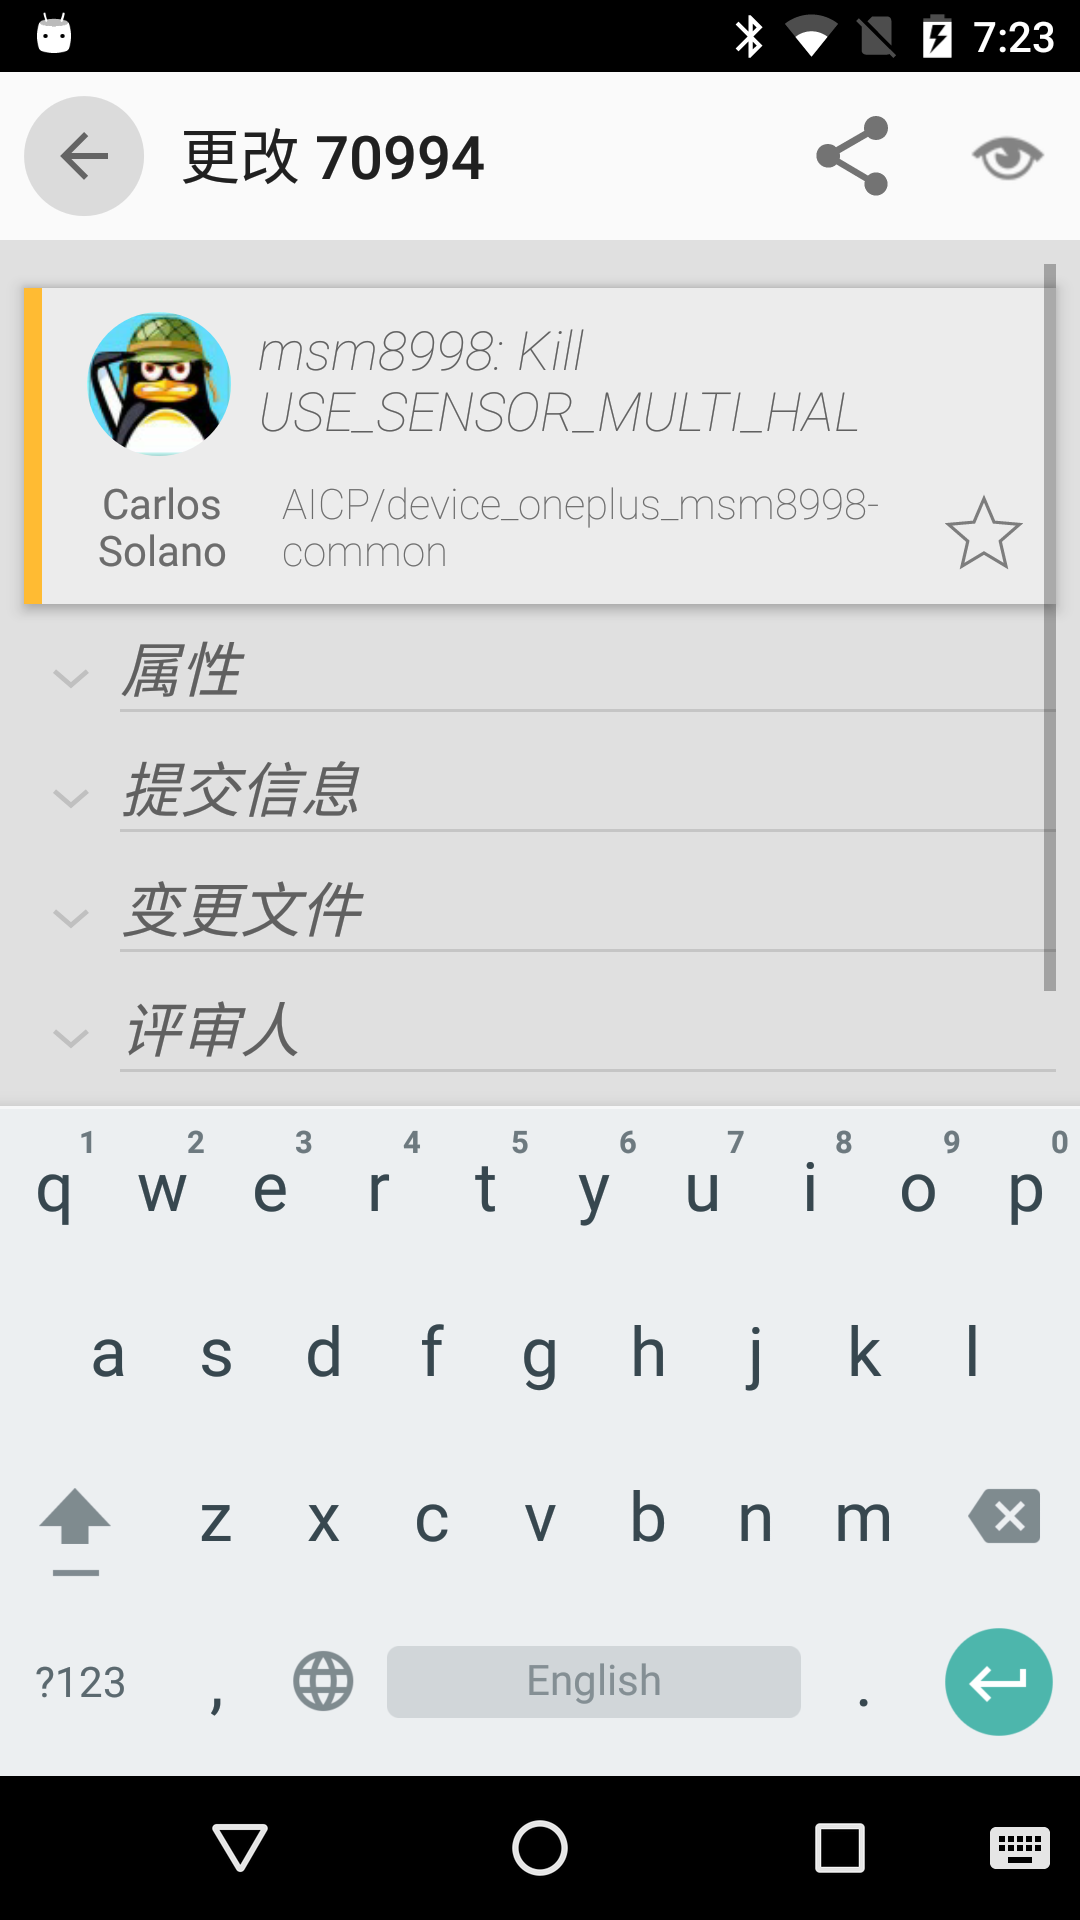 7:23
更改 70994
msm8998: Kill
USE_SENSOR_MULTI_HAL
Carlos
Solano
AICP/device_oneplus_msm8998-
common
属性
提交信息
变更文件
评审人
1 2 3 4 5 6 7 8 9 0
q w e r t y u i o p
a s d f g h j k l
z x c v b n m
?123 , English .